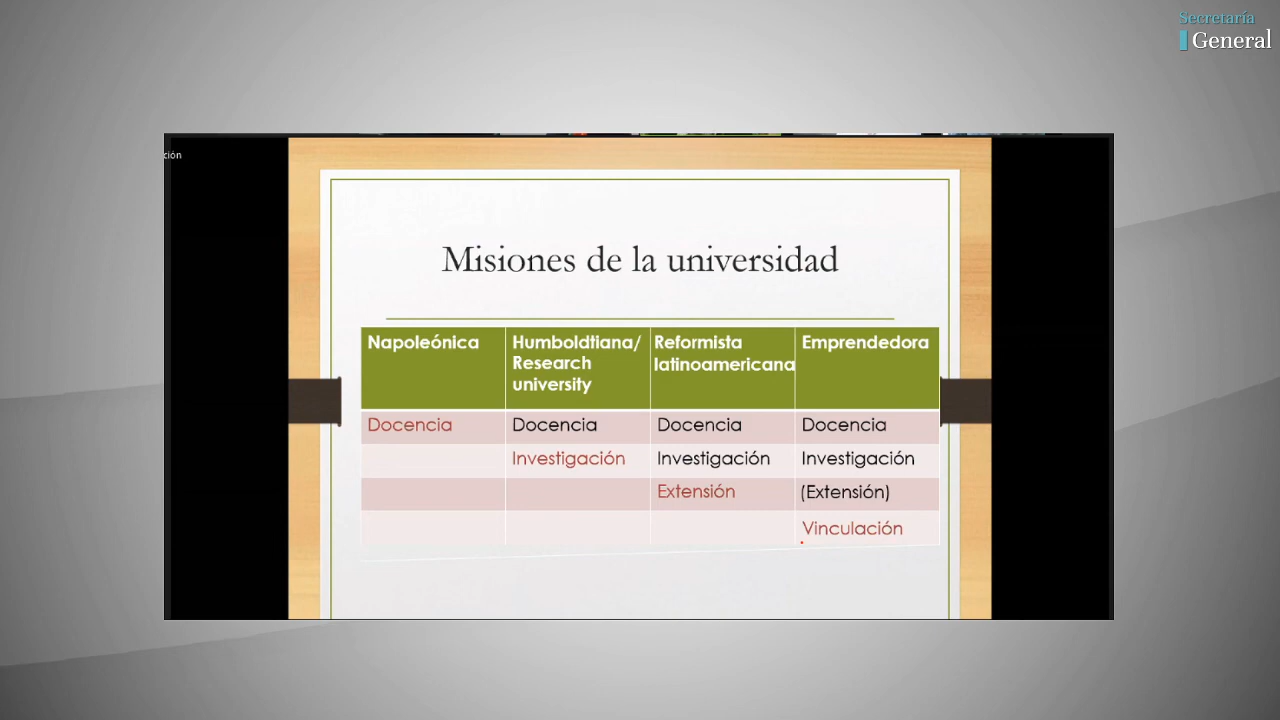 Secretaría
General
ción
Misiones de la universidad
Napoleónica
Humboldtiana/
Research
university
Reformista
latinoamericana
Emprendedora
Docencia
Docencia
Docencia
Docencia
Investigación
Investigación
Investigación
Extensión
(Extensión)
Vinculación